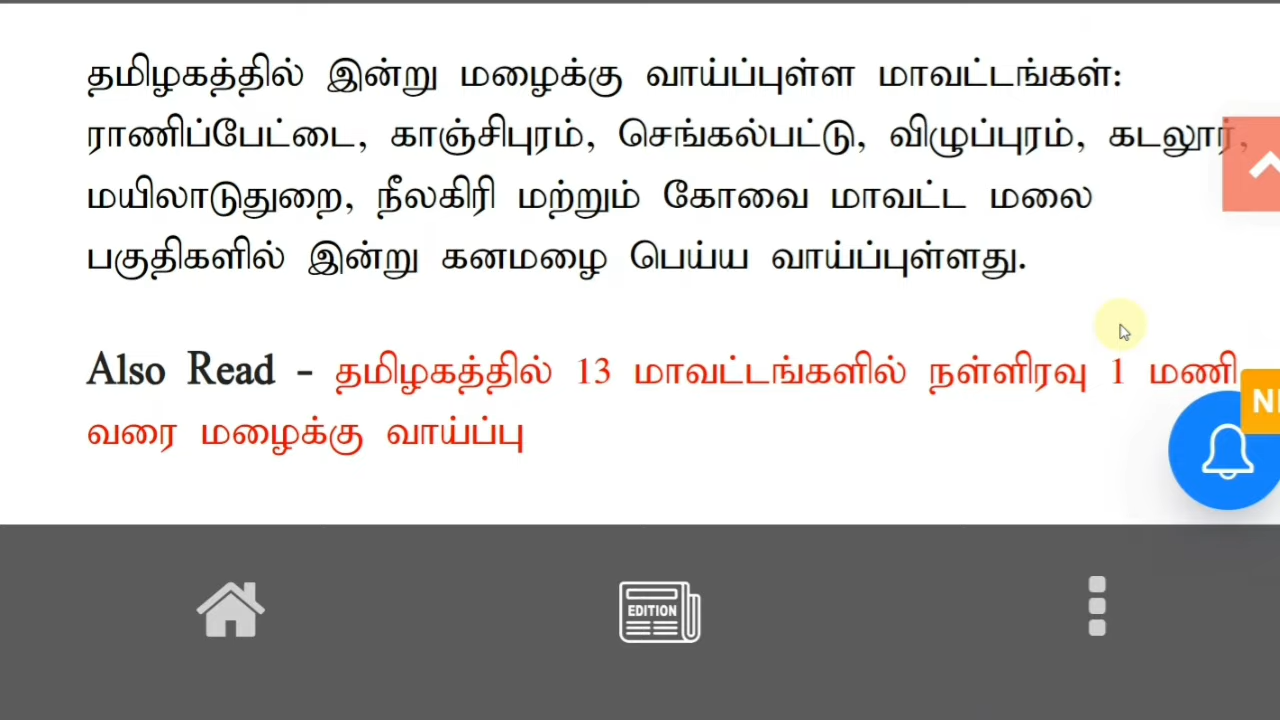 தமிழகத்தில் இன்று மழைக்கு வாய்ப்புள்ள மாவட்டங்கள்:
ராணிப்பேட்டை, காஞ்சிபுரம், செங்கல்பட்டு, விழுப்புரம், கடலூர்,
மயிலாடுதுறை, நீலகிரி மற்றும் கோவை மாவட்ட மலை
பகுதிகளில் இன்று கனமழை பெய்ய வாய்ப்புள்ளது.
Also Read - தமிழகத்தில் 13 மாவட்டங்களில் நள்ளிரவு 1 மணி
வரை மழைக்கு வாய்ப்பு
EDITION